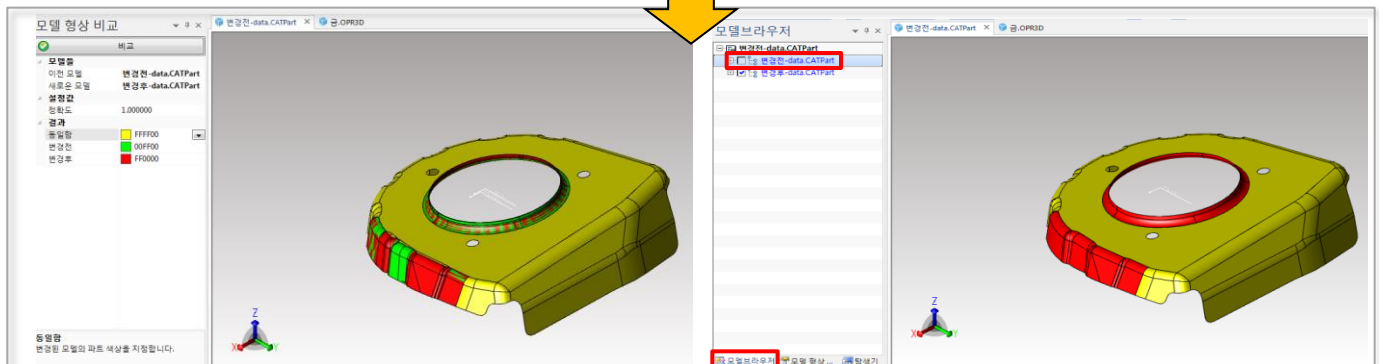 모델 형상 비교
비교
모델들
이전 모델 변경전-data.CATPart
새로운 모델 변경후-data.CATPart
설정값
정확도 1.000000
결과
동일함 FFFF00
변경전 00FF00
변경후 FF0000
동일함
변경된 모델의 파트 색상을 지정합니다.
변경전-data.CATPart × 금.OPR3D
Z
X Y
모델브라우저
변경전-data.CATPart
변경전-data.CATPart
변경후-data.CATPart
모델브라우저 모델 형상 ... 탐색기
변경전-data.CATPart × 금.OPR3D
Z
X Y